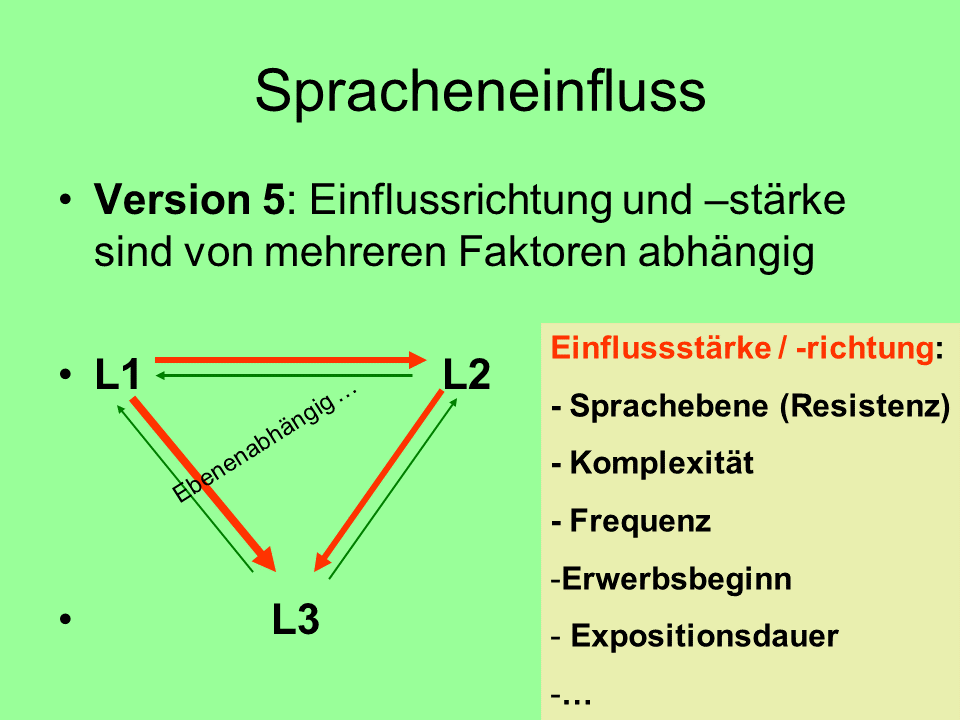 Spracheneinfluss
• Version 5: Einflussrichtung und –stärke
sind von mehreren Faktoren abhängig
• L1 L2
Ebenenabhängig …
• L3
Einflussstärke / -richtung:
- Sprachebene (Resistenz)
- Komplexität
- Frequenz
-Erwerbsbeginn
- Expositionsdauer
-…